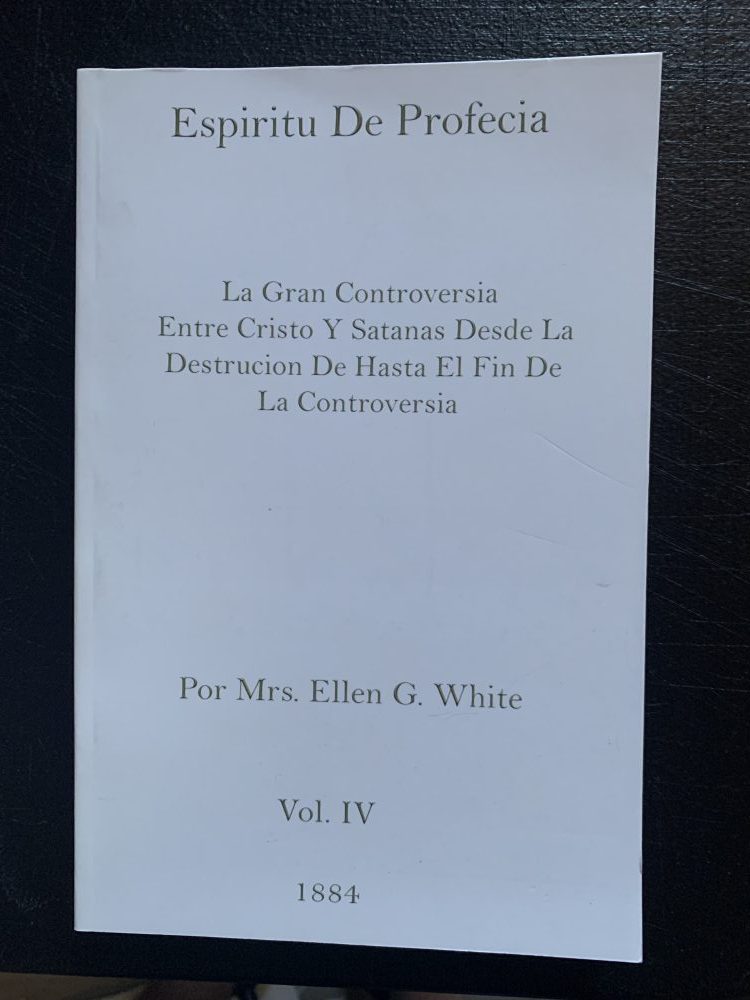 Espiritu De Profecia
La Gran Controversia
Entre Cristo Y Satanas Desde La
Destrucion De Hasta El Fin De
La Controversia
Por Mrs. Ellen G. White
Vol. IV
1884